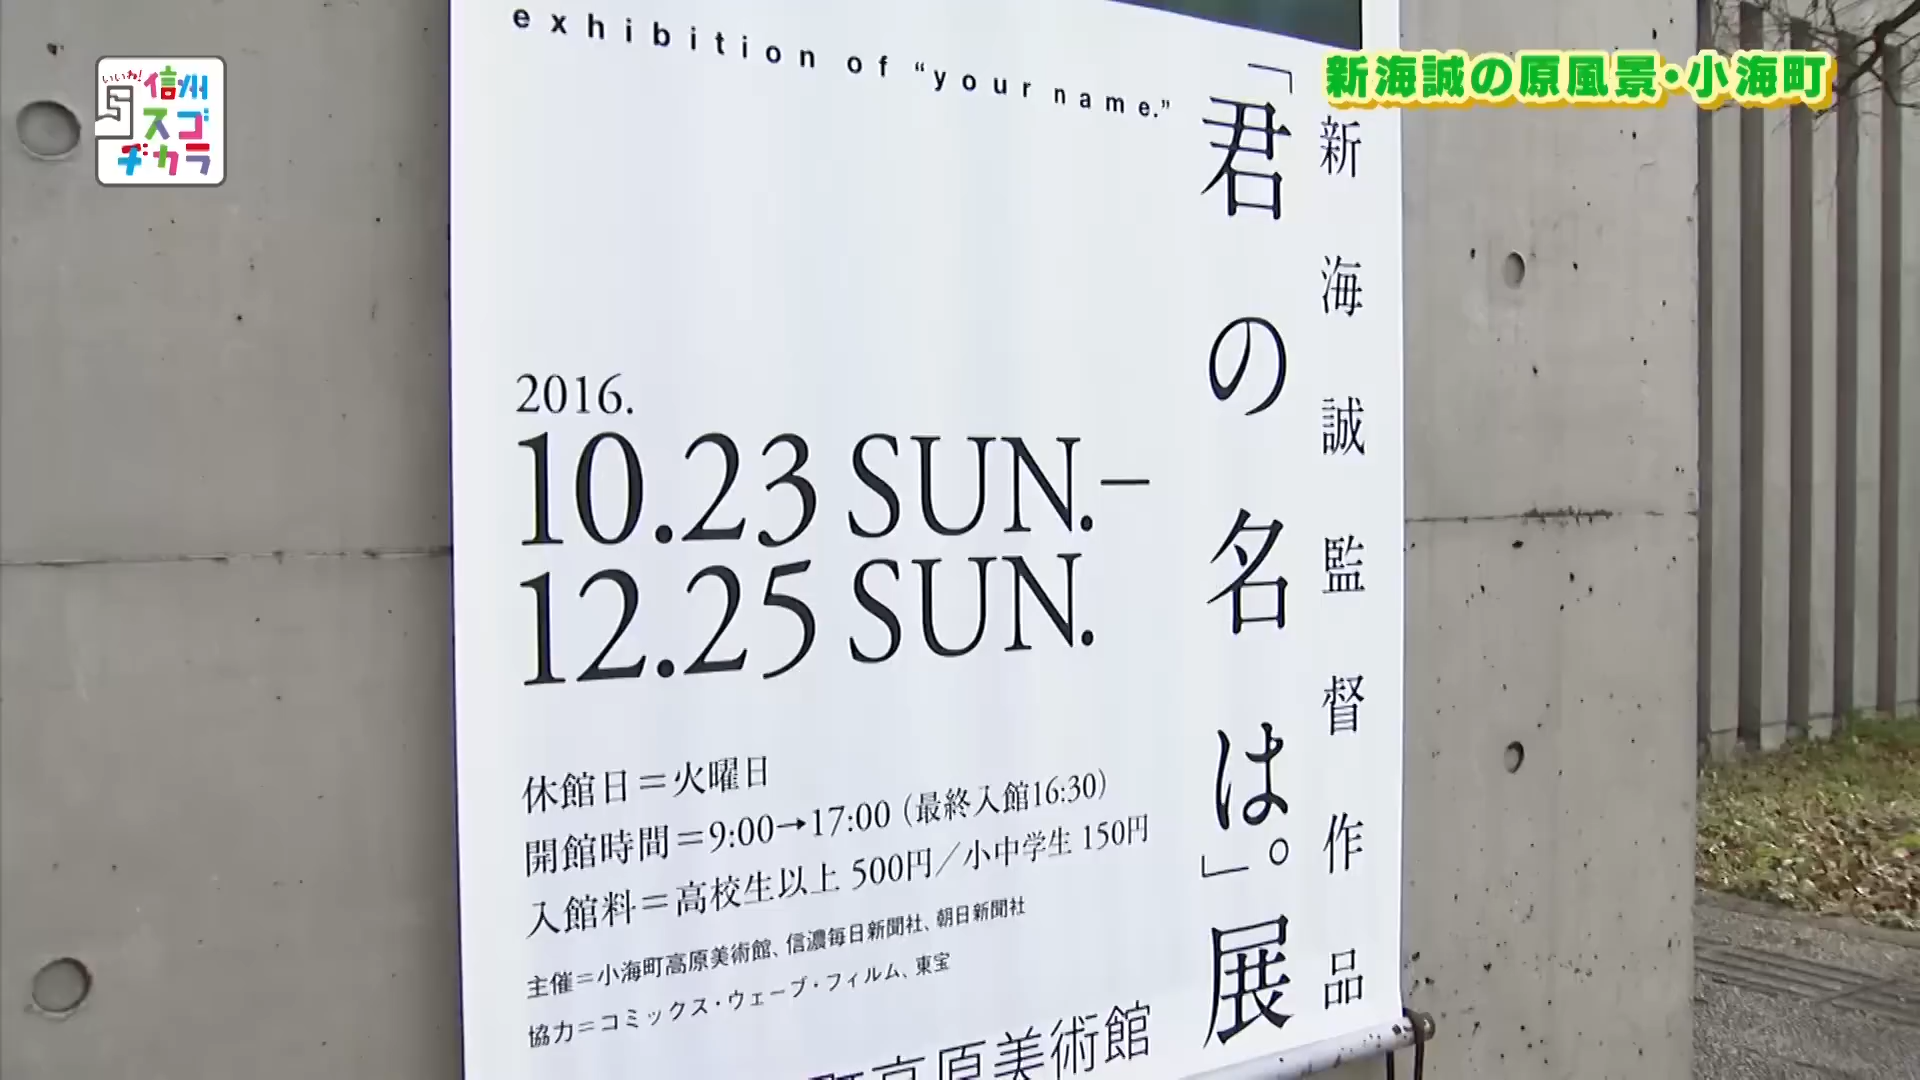 いいね!
信州
スゴ
ヂカラ
新海誠の原風景・小海町
exhibition of “your name.”
新海誠監督作品
「君の名は。」展
2016.
10.23 SUN.–
12.25 SUN.
休館日＝火曜日
開館時間＝9:00→17:00（最終入館16:30）
入館料＝高校生以上 500円／小中学生 150円
主催＝小海町高原美術館、信濃毎日新聞社、朝日新聞社
協力＝コミックス・ウェーブ・フィルム、東宝
町高原美術館